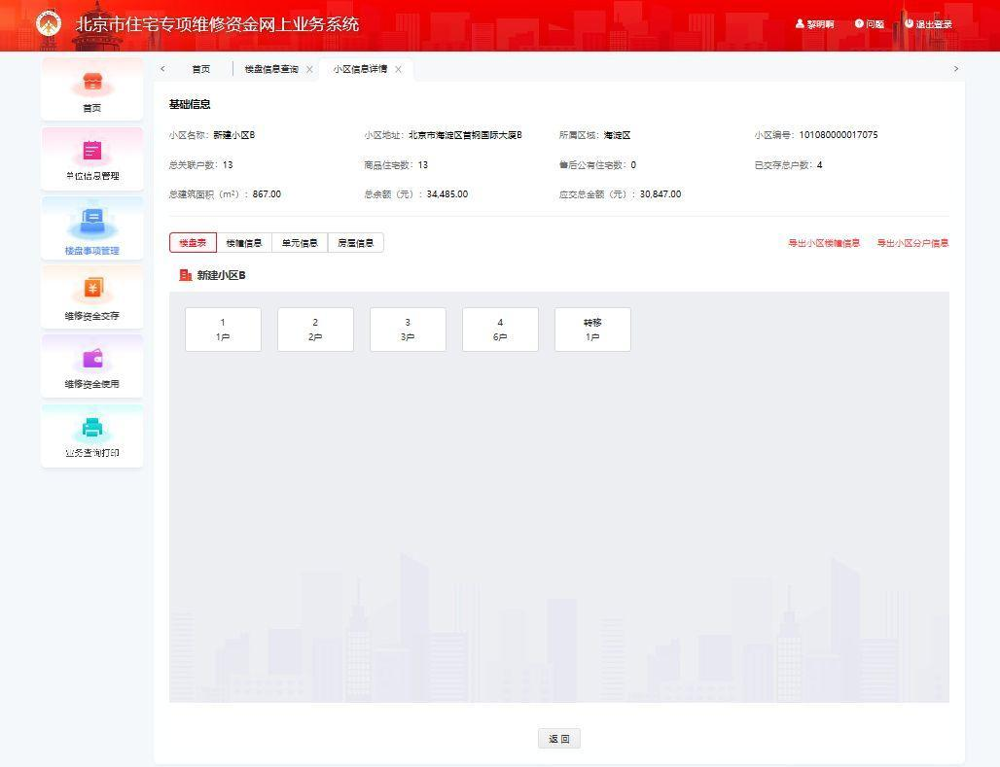 北京市住宅专项维修资金网上业务系统
黎明啊 问题 退出登录
首页 楼盘信息查询 小区信息详情
首页
单位信息管理
楼盘事项管理
维修资金交存
维修资金使用
业务查询打印
基础信息
小区名称：新建小区B 小区地址：北京市海淀区首钢国际大厦B 所属区域：海淀区 小区编号：101080000017075
总关联户数：13 商品住宅数：13 售后公有住宅数：0 已交存总户数：4
总建筑面积（m²）：867.00 总余额（元）：34,485.00 应交总金额（元）：30,847.00
楼盘表 楼幢信息 单元信息 房屋信息 导出小区楼幢信息 导出小区分户信息
新建小区B
1 2 3 4 转移
1户 2户 3户 6户 1户
返回